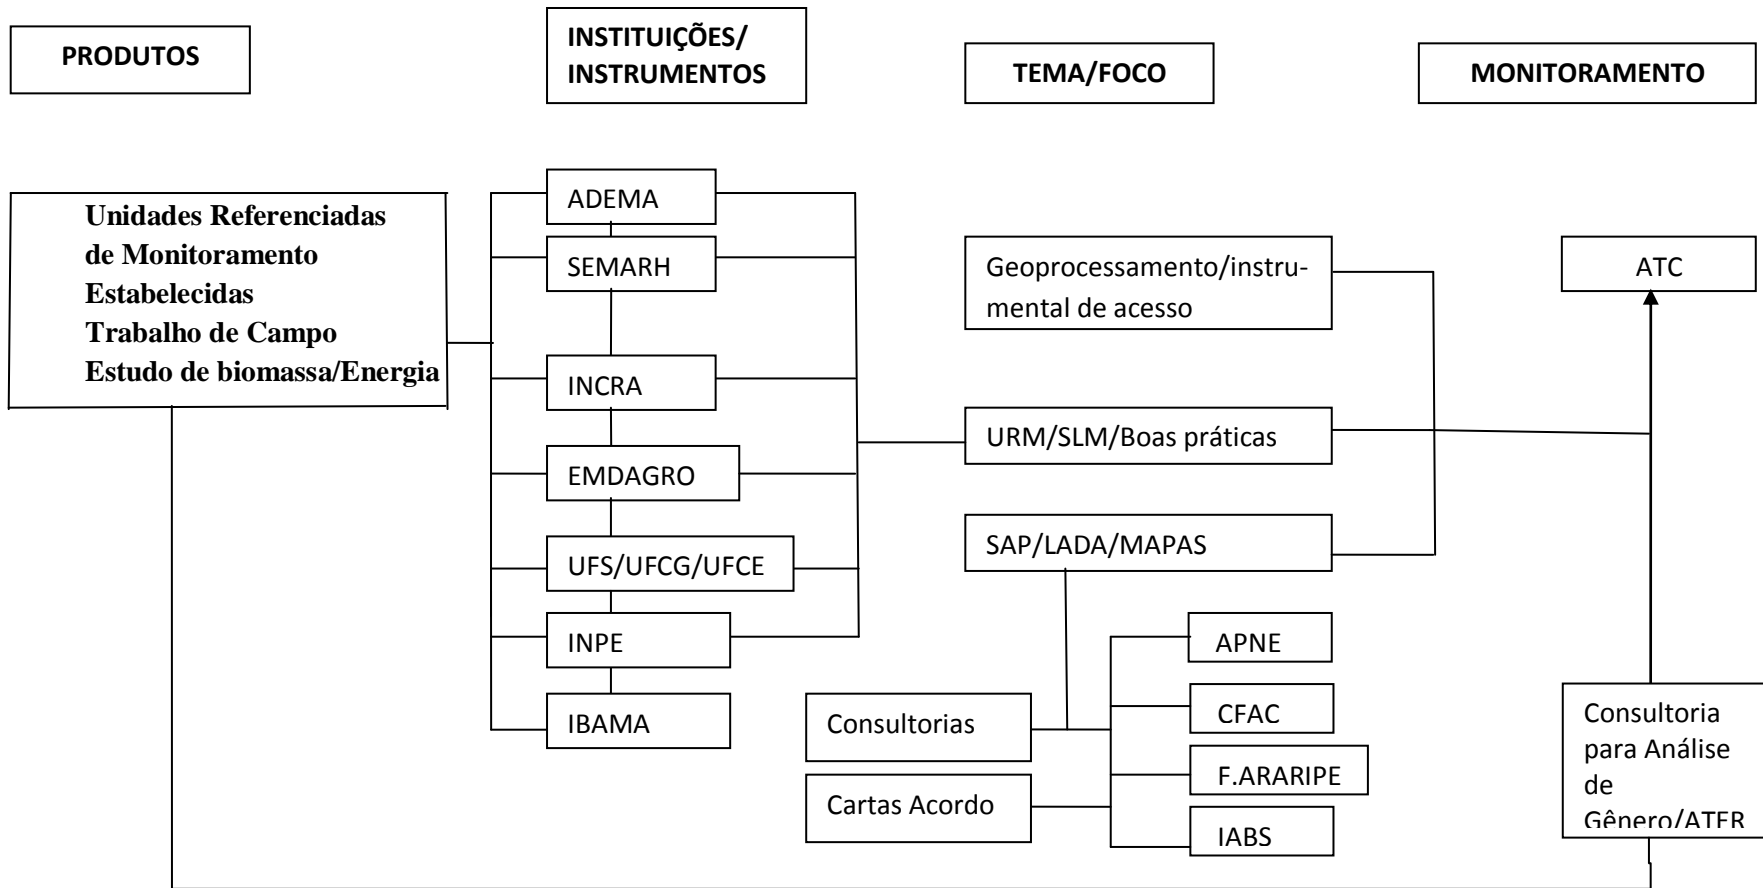 PRODUTOS
INSTITUIÇÕES/
INSTRUMENTOS
TEMA/FOCO
MONITORAMENTO
Unidades Referenciadas
de Monitoramento
Estabelecidas
Trabalho de Campo
Estudo de biomassa/Energia
ADEMA
SEMARH
INCRA
EMDAGRO
UFS/UFCG/UFCE
INPE
IBAMA
Geoprocessamento/instru-
mental de acesso
URM/SLM/Boas práticas
SAP/LADA/MAPAS
Consultorias
Cartas Acordo
APNE
CFAC
F.ARARIPE
IABS
ATC
Consultoria
para Análise
de
Gênero/ATER